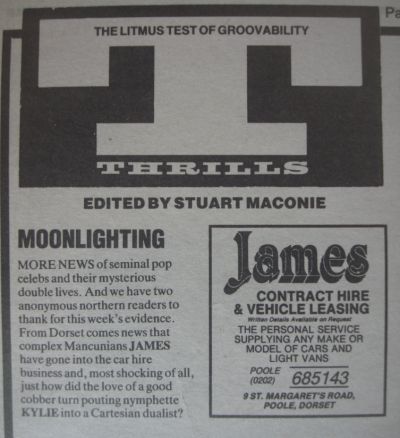 Pa
THE LITMUS TEST OF GROOVABILITY
T
THRILLS
EDITED BY STUART MACONIE
MOONLIGHTING
MORE NEWS of seminal pop
celebs and their mysterious
double lives. And we have two
anonymous northern readers to
thank for this week's evidence.
From Dorset comes news that
complex Mancunians JAMES
have gone into the car hire
business and, most shocking of all,
just how did the love of a good
cobber turn pouting nymphette
KYLIE into a Cartesian dualist?
James
CONTRACT HIRE
& VEHICLE LEASING
Written Details Available on Request
THE PERSONAL SERVICE
SUPPLYING ANY MAKE OR
MODEL OF CARS AND
LIGHT VANS
POOLE
(0202) 685143
9 ST. MARGARET'S ROAD,
POOLE, DORSET